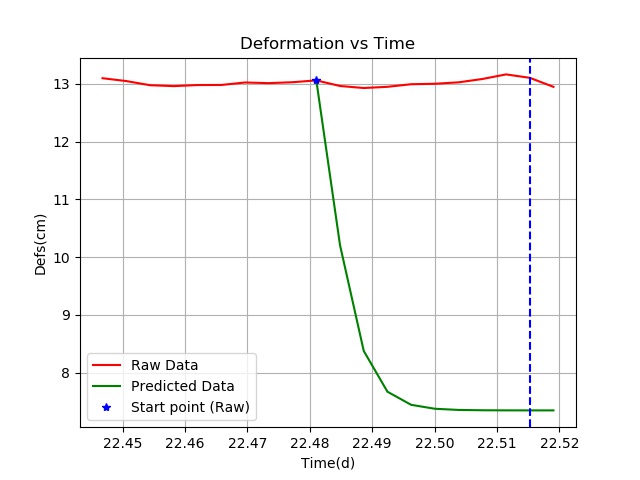 Deformation vs Time
Defs(cm)
13
12
11
10
9
8
Raw Data
Predicted Data
Start point (Raw)
22.45 22.46 22.47 22.48 22.49 22.50 22.51 22.52
Time(d)